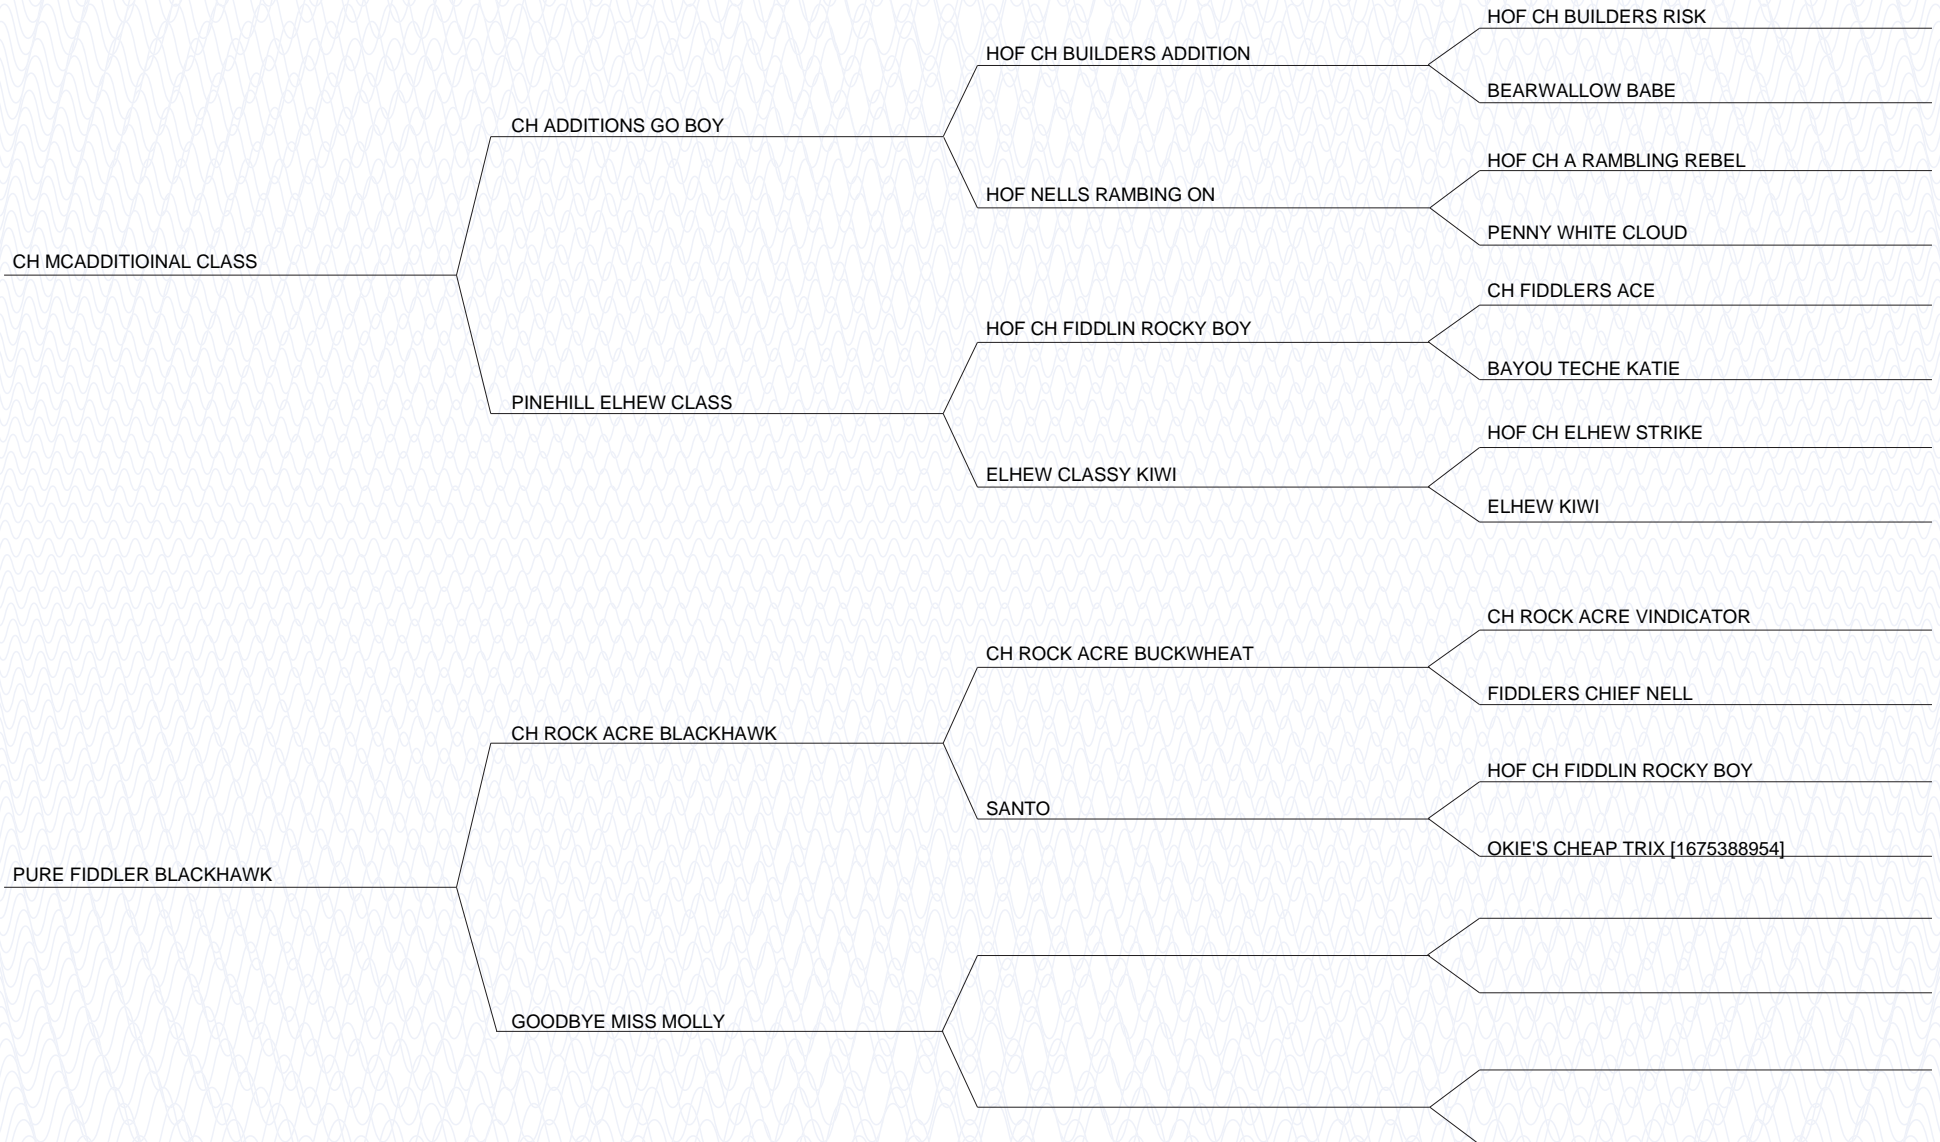 HOF CH BUILDERS RISK
HOF CH BUILDERS ADDITION
BEARWALLOW BABE
CH ADDITIONS GO BOY
HOF CH A RAMBLING REBEL
HOF NELLS RAMBING ON
PENNY WHITE CLOUD
CH MCADDITIOINAL CLASS
CH FIDDLERS ACE
HOF CH FIDDLIN ROCKY BOY
BAYOU TECHE KATIE
PINEHILL ELHEW CLASS
HOF CH ELHEW STRIKE
ELHEW CLASSY KIWI
ELHEW KIWI
CH ROCK ACRE VINDICATOR
CH ROCK ACRE BUCKWHEAT
FIDDLERS CHIEF NELL
CH ROCK ACRE BLACKHAWK
HOF CH FIDDLIN ROCKY BOY
SANTO
OKIE'S CHEAP TRIX [1675388954]
PURE FIDDLER BLACKHAWK
GOODBYE MISS MOLLY